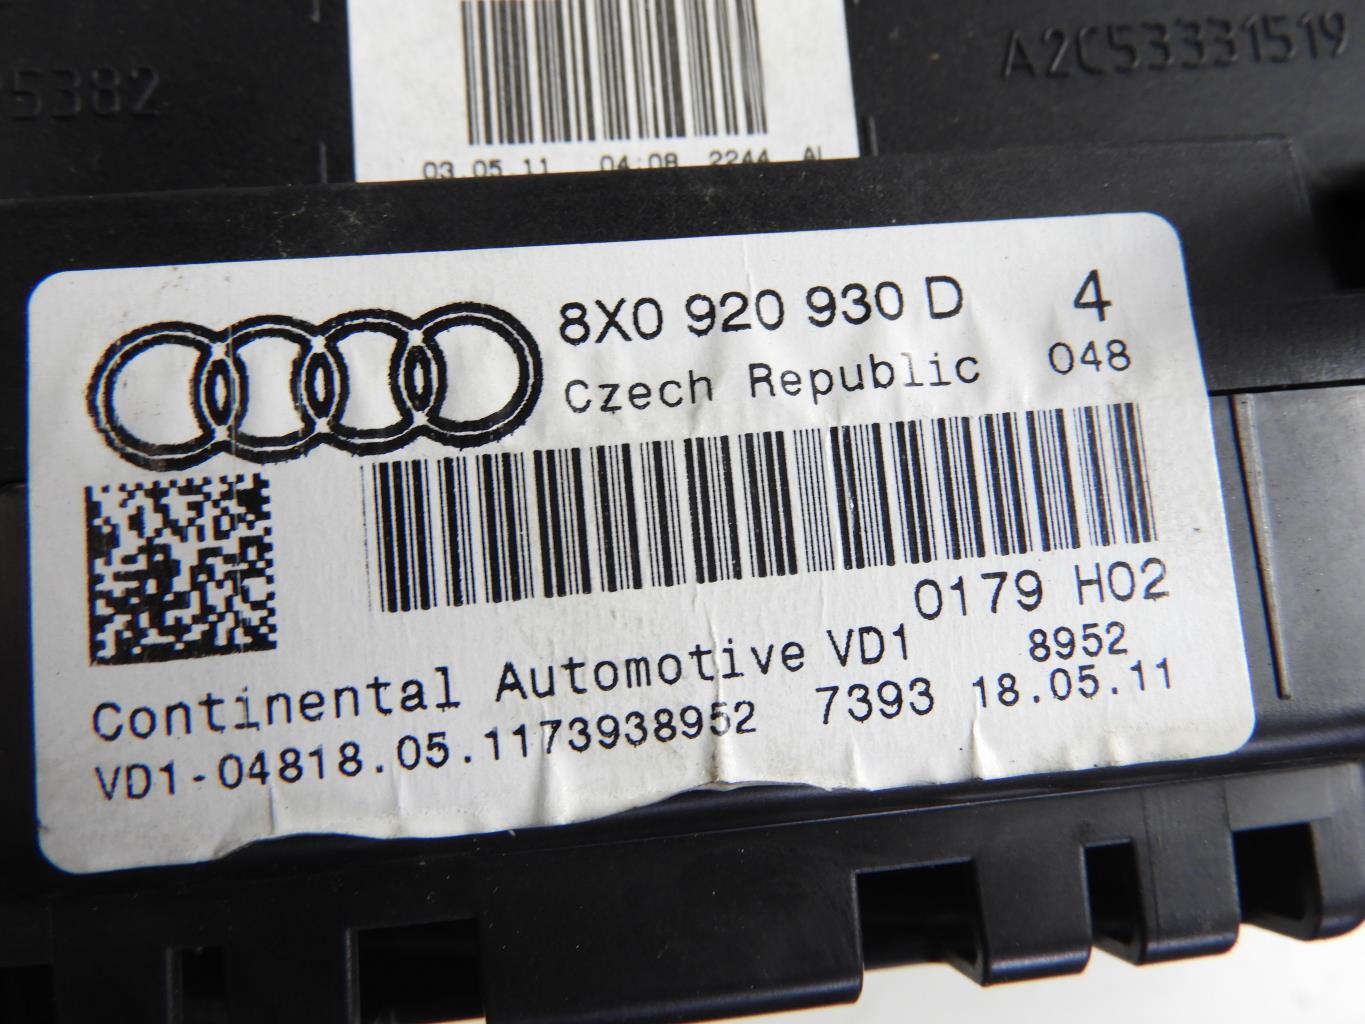 5382
A2C53331519
03.05.11 04:08 2244 AL
8X0 920 930 D 4
Czech Republic 048
0179 H02
Continental Automotive VD1 8952
VD1-04818.05.1173938952 7393 18.05.11